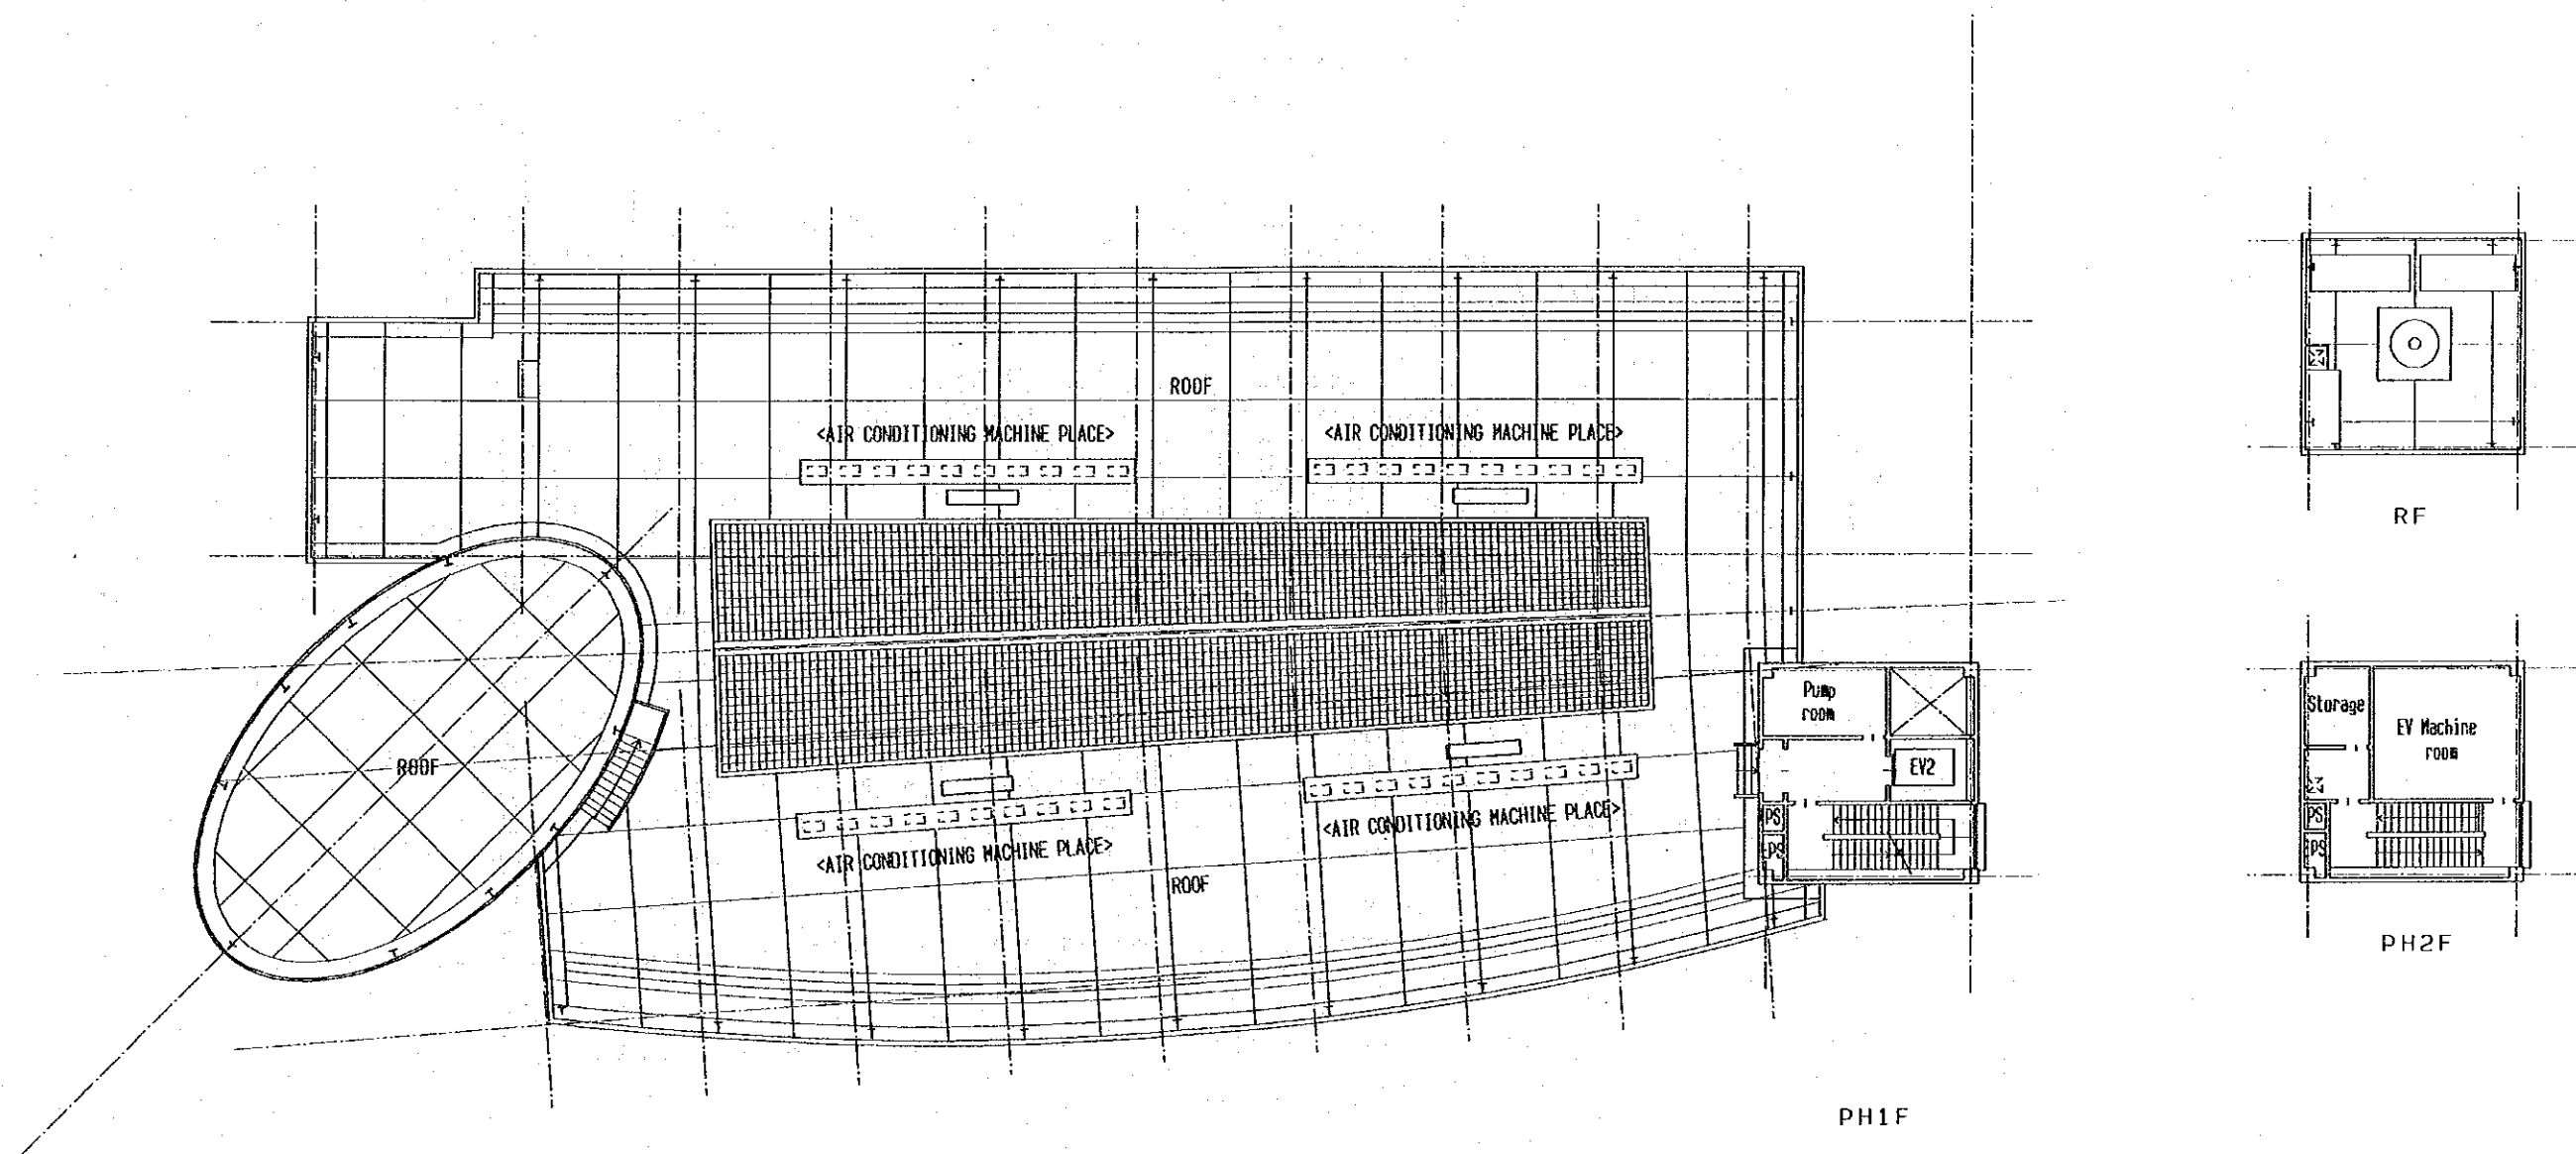 ROOF
<AIR CONDITIONING MACHINE PLACE>
<AIR CONDITIONING MACHINE PLACE>
RF
Pump
room
Storage
EV Machine
room
ROOF
EV2
PS
PS
<AIR CONDITIONING MACHINE PLACE>
<AIR CONDITIONING MACHINE PLACE>
PS
PS
ROOF
PH2F
PH1F